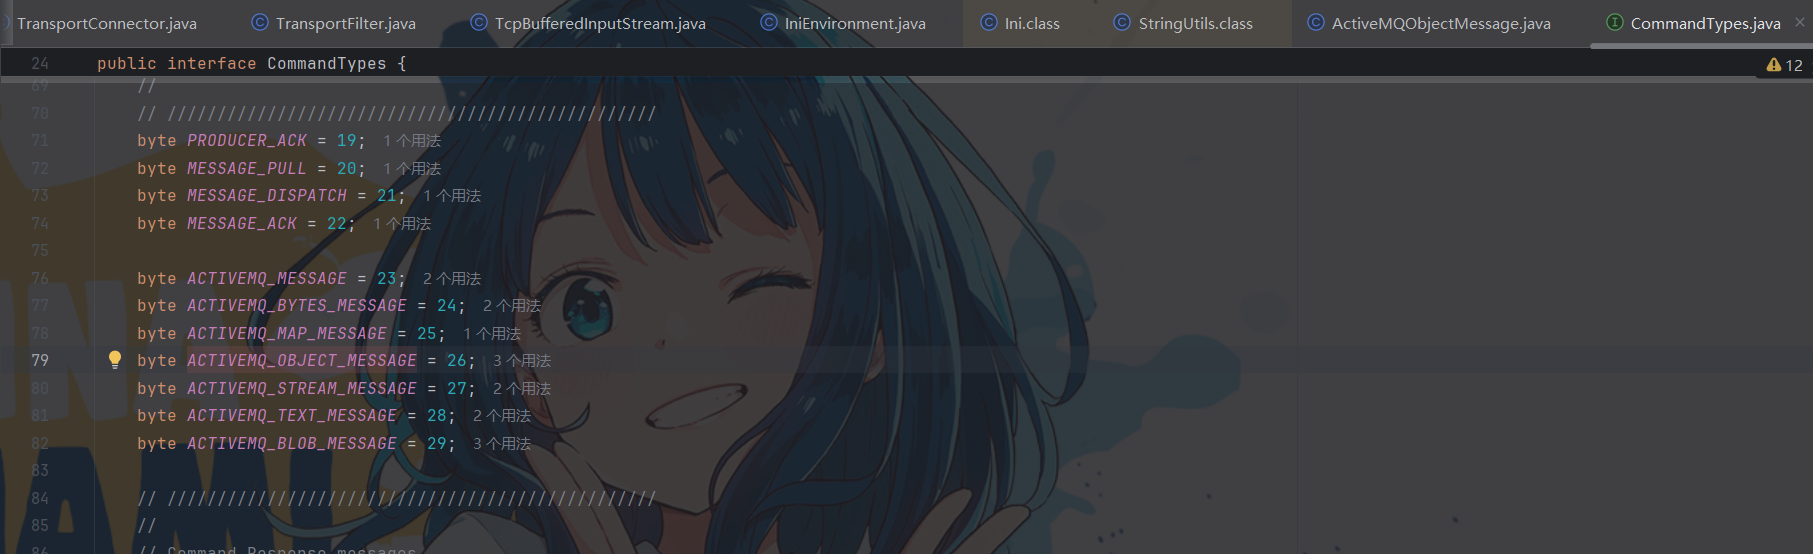 TransportConnector.java TransportFilter.java TcpBufferedInputStream.java IniEnvironment.java Ini.class StringUtils.class ActiveMQObjectMessage.java CommandTypes.java
24 public interface CommandTypes { 12
69 //
70 // /////////////////////////////////////////////////
71 byte PRODUCER_ACK = 19; 1 个用法
72 byte MESSAGE_PULL = 20; 1 个用法
73 byte MESSAGE_DISPATCH = 21; 1 个用法
74 byte MESSAGE_ACK = 22; 1 个用法
75
76 byte ACTIVEMQ_MESSAGE = 23; 2 个用法
77 byte ACTIVEMQ_BYTES_MESSAGE = 24; 2 个用法
78 byte ACTIVEMQ_MAP_MESSAGE = 25; 1 个用法
79 byte ACTIVEMQ_OBJECT_MESSAGE = 26; 3 个用法
80 byte ACTIVEMQ_STREAM_MESSAGE = 27; 2 个用法
81 byte ACTIVEMQ_TEXT_MESSAGE = 28; 2 个用法
82 byte ACTIVEMQ_BLOB_MESSAGE = 29; 3 个用法
83
84 // /////////////////////////////////////////////////
85 //
86 // Command Response messages